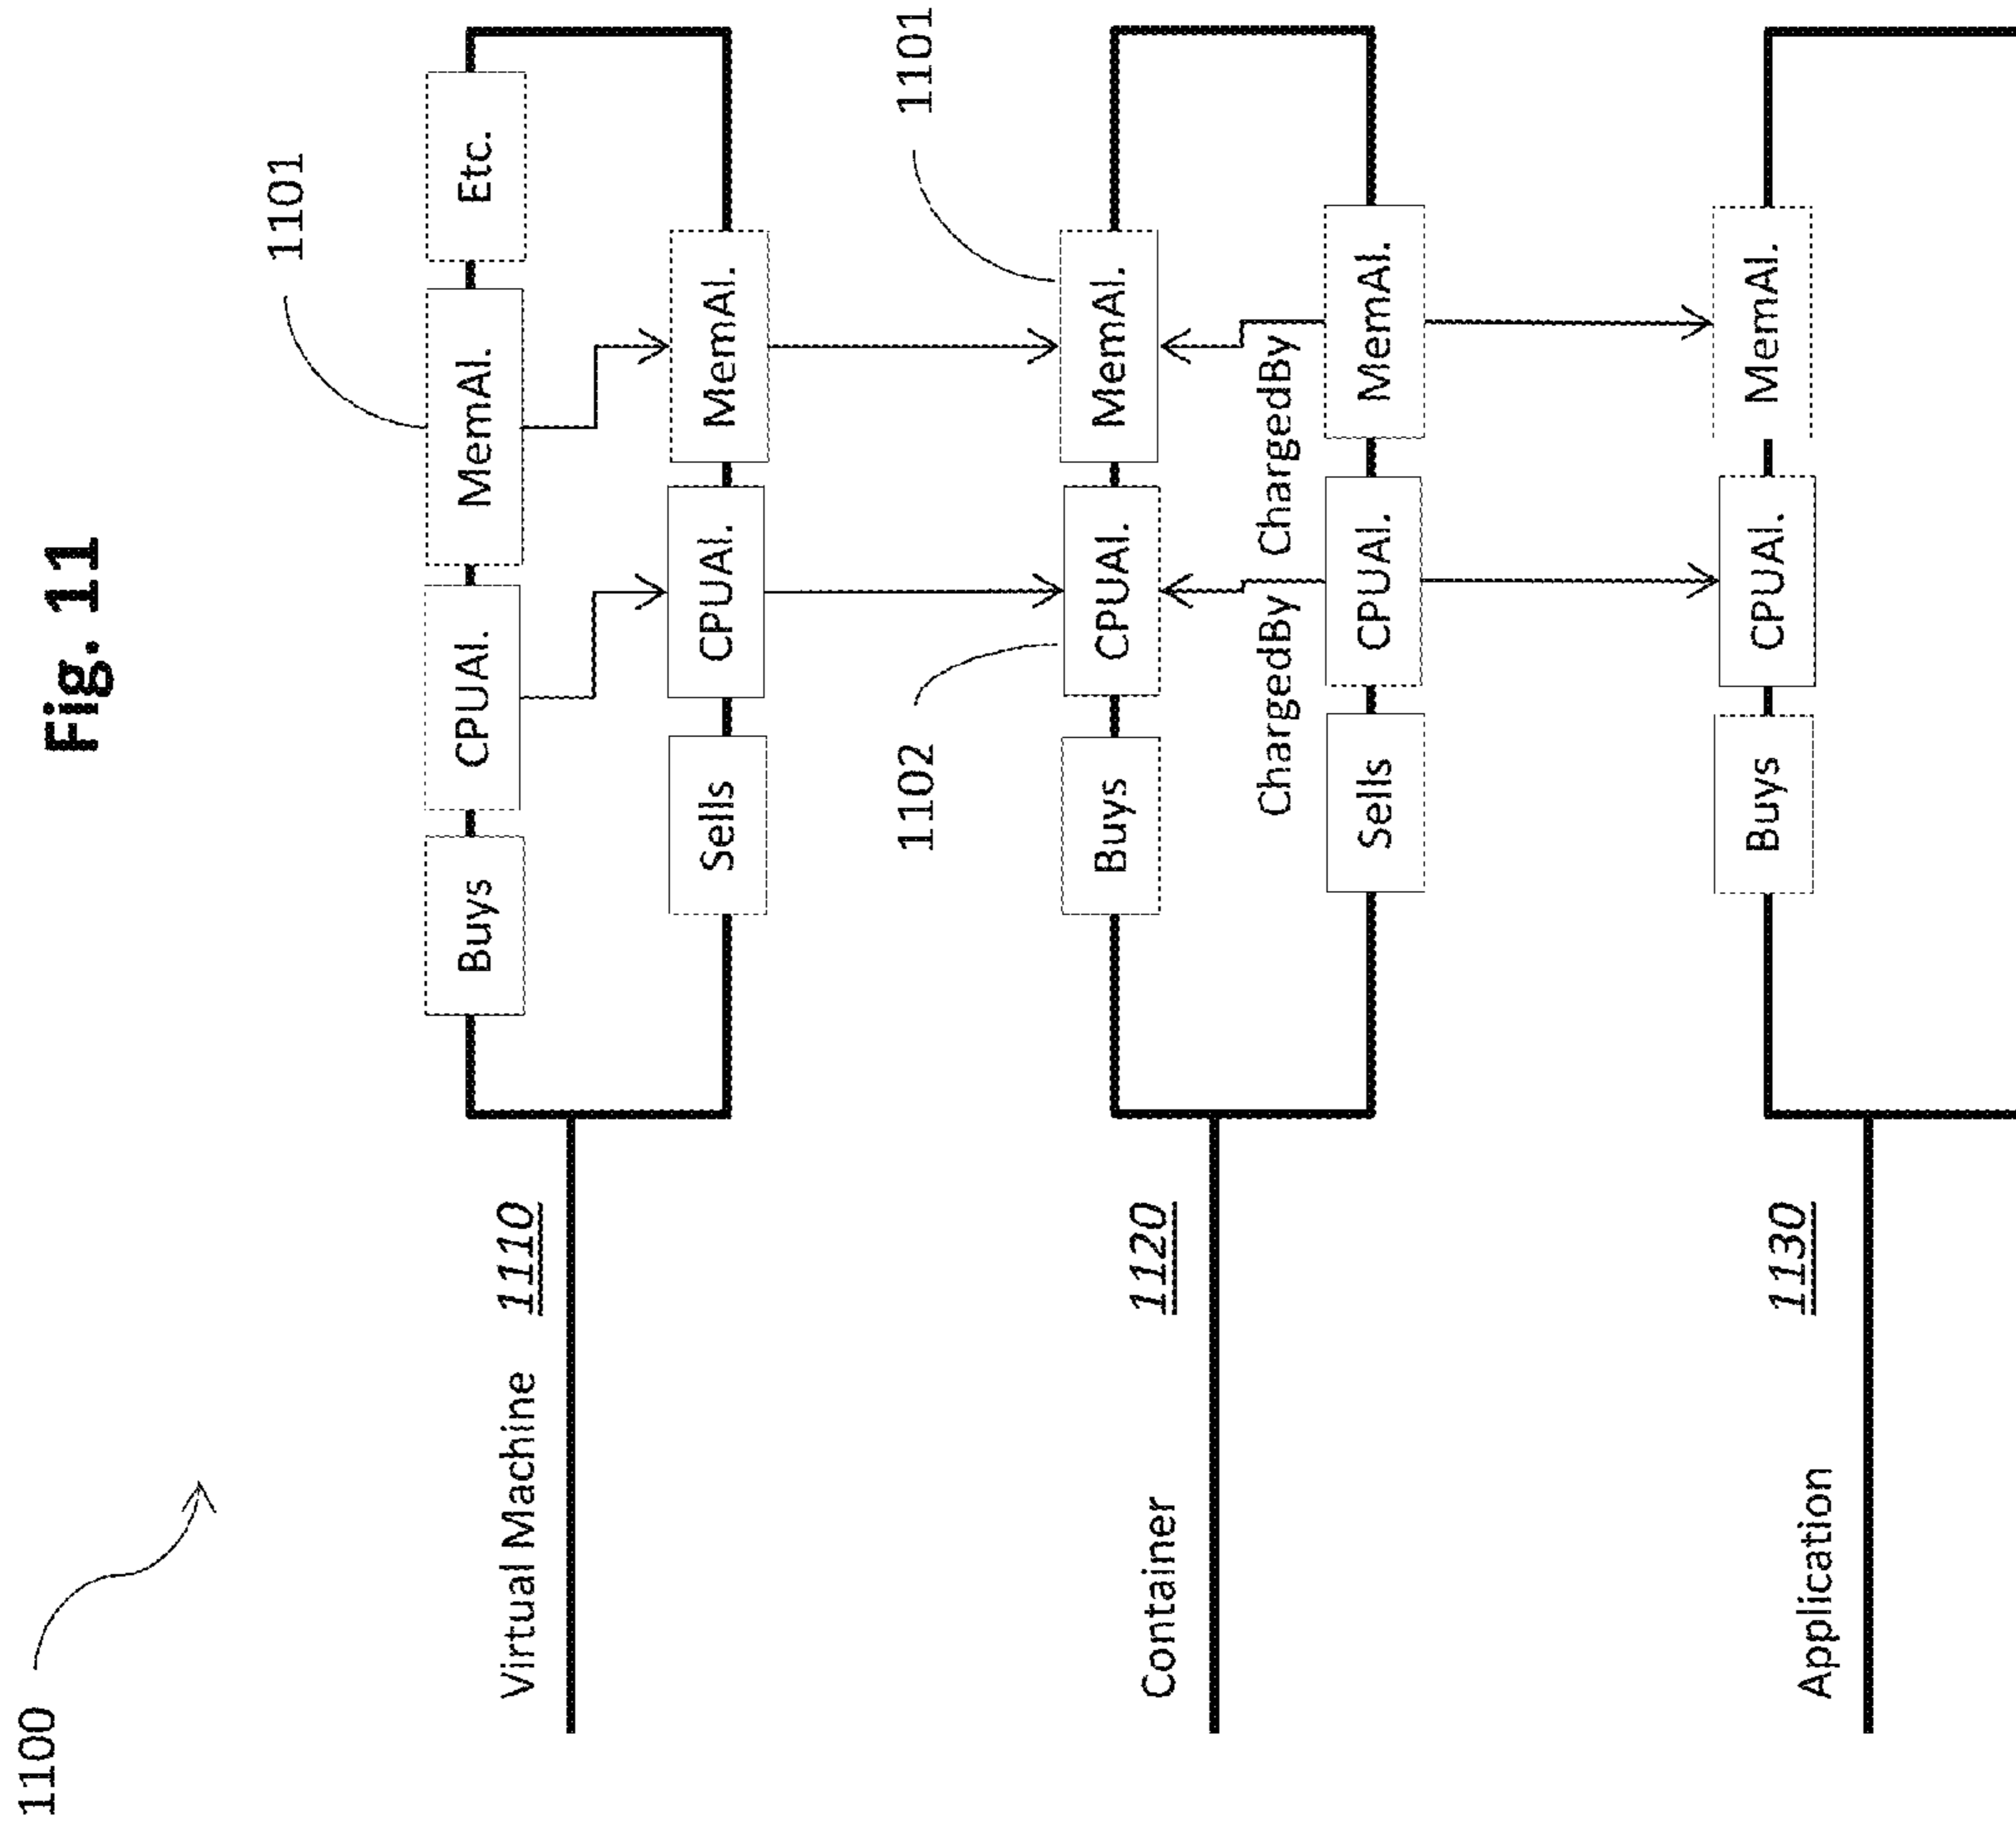 Fig. 11
1100
1101
Virtual Machine 1110
Buys CPUAl. MemAl. Etc.
Sells CPUAl. MemAl.
1102
1101
Container 1120
Buys CPUAl. MemAl.
ChargedBy ChargedBy
Sells CPUAl. MemAl.
Application 1130
Buys CPUAl. MemAl.